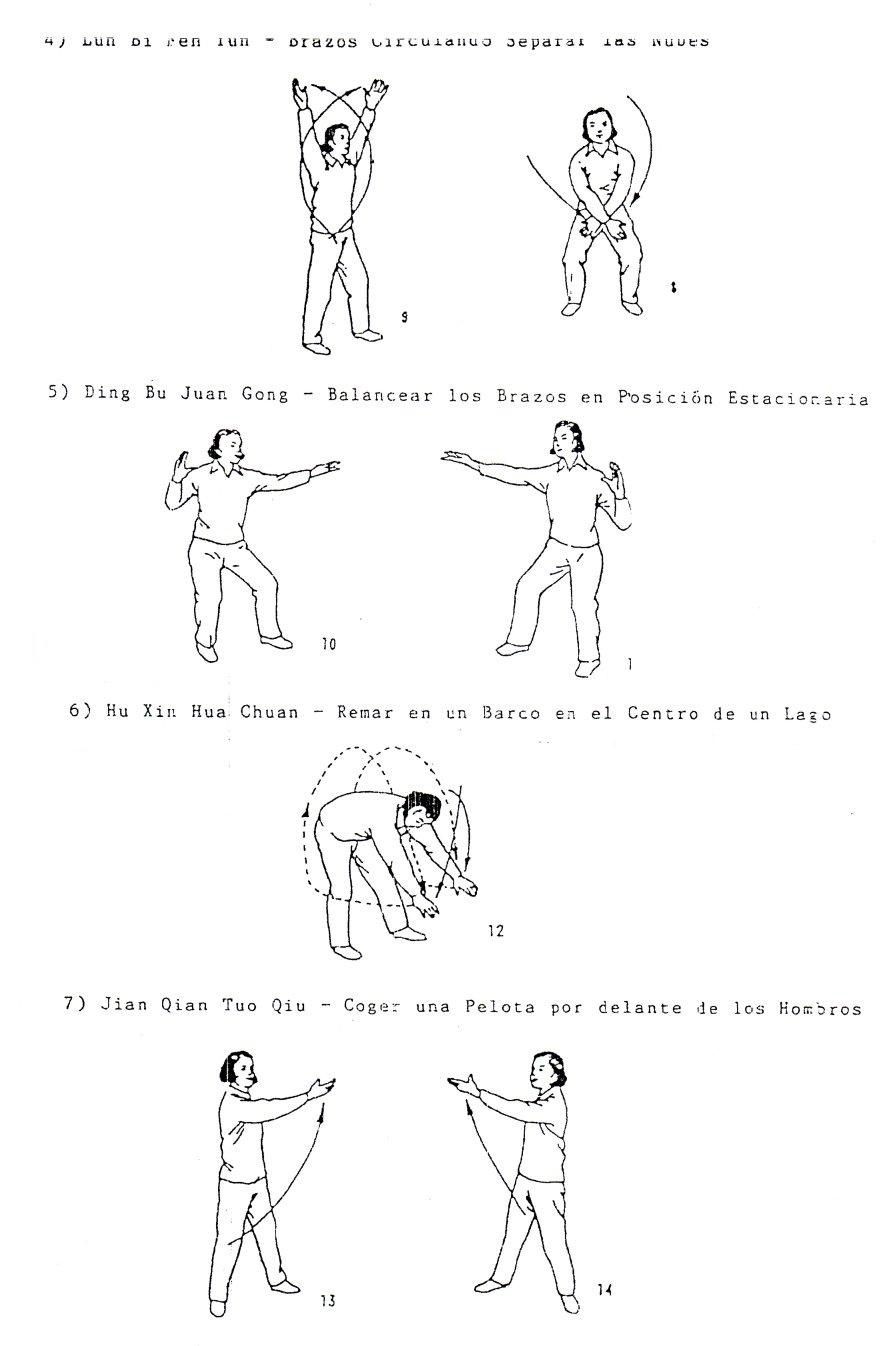 4) Lun Bi Fen Yun - Brazos Circulando Separar las Nubes
9
8
5) Ding Bu Juan Gong - Balancear los Brazos en Posición Estacionaria
10
1
6) Hu Xin Hua Chuan - Remar en un Barco en el Centro de un Lago
12
7) Jian Qian Tuo Qiu - Coger una Pelota por delante de los Hombros
13
14